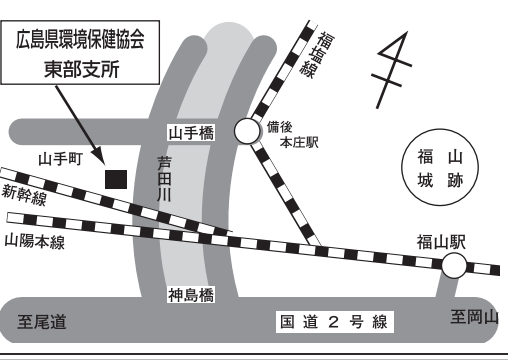 広島県環境保健協会
東部支所
福塩線
山手橋
備後
本庄駅
山手町
芦田川
福山
城跡
新幹線
山陽本線
福山駅
神島橋
至尾道
国道2号線
至岡山